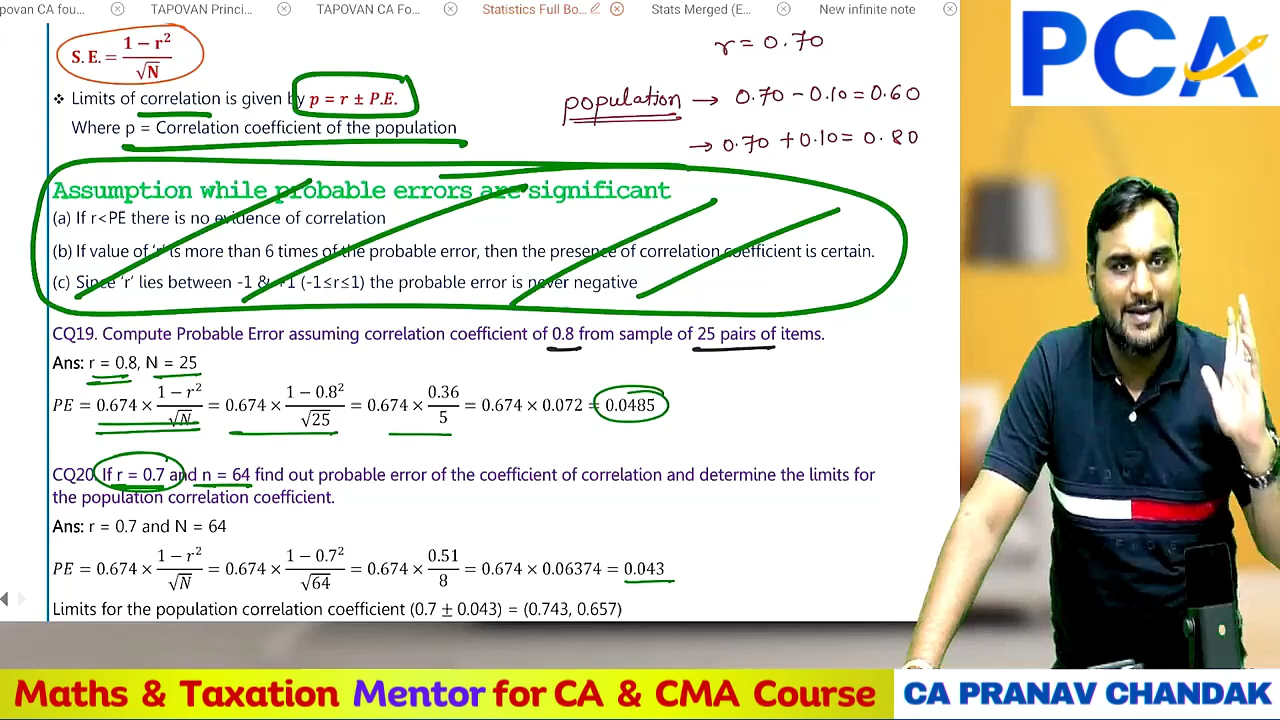 ovan CA fou...
TAPOVAN Princi...
TAPOVAN CA Fo...
Statistics Full Bo...
Stats Merged (E...
New infinite note
S.E. = 1 − r² / √N
❖ Limits of correlation is given by p = r ± P.E.
Where p = Correlation coefficient of the population
r = 0.70
population → 0.70 − 0.10 = 0.60
→ 0.70 + 0.10 = 0.80
PCA
Assumption while probable errors are significant
(a) If r<PE there is no evidence of correlation
(b) If value of 'r' is more than 6 times of the probable error, then the presence of correlation coefficient is certain.
(c) Since 'r' lies between -1 & +1 (-1≤r≤1) the probable error is never negative
CQ19. Compute Probable Error assuming correlation coefficient of 0.8 from sample of 25 pairs of items.
Ans: r = 0.8, N = 25
PE = 0.674 × 1 − r² / √N = 0.674 × 1 − 0.8² / √25 = 0.674 × 0.36 / 5 = 0.674 × 0.072 = 0.0485
CQ20. If r = 0.7 and n = 64 find out probable error of the coefficient of correlation and determine the limits for
the population correlation coefficient.
Ans: r = 0.7 and N = 64
PE = 0.674 × 1 − r² / √N = 0.674 × 1 − 0.7² / √64 = 0.674 × 0.51 / 8 = 0.674 × 0.06374 = 0.043
Limits for the population correlation coefficient (0.7 ± 0.043) = (0.743, 0.657)
Maths & Taxation Mentor for CA & CMA Course
CA PRANAV CHANDAK